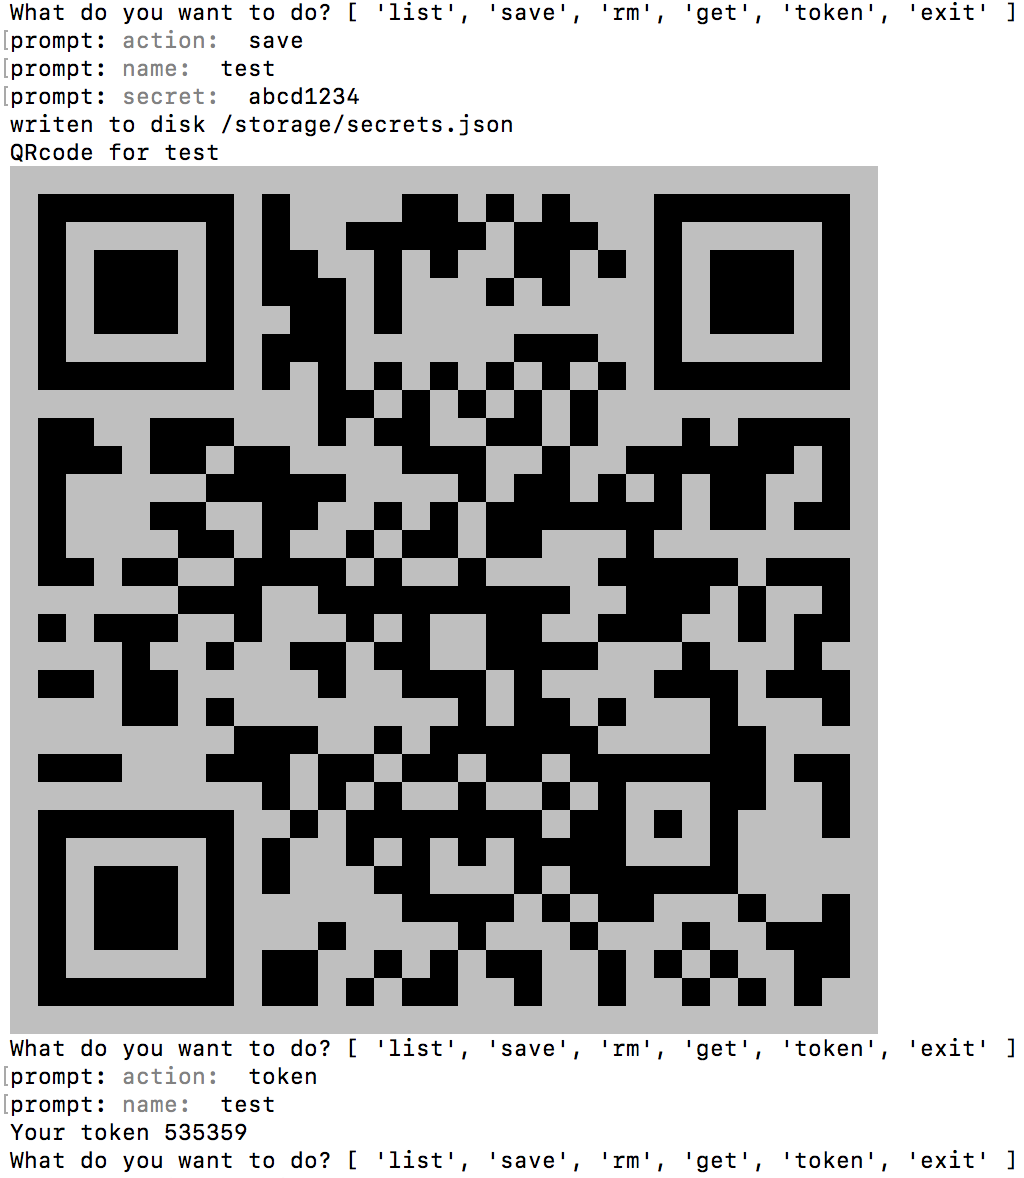 What do you want to do? [ 'list', 'save', 'rm', 'get', 'token', 'exit' ]
[prompt: action:  save
[prompt: name:  test
[prompt: secret:  abcd1234
writen to disk /storage/secrets.json
QRcode for test
What do you want to do? [ 'list', 'save', 'rm', 'get', 'token', 'exit' ]
[prompt: action:  token
[prompt: name:  test
Your token 535359
What do you want to do? [ 'list', 'save', 'rm', 'get', 'token', 'exit' ]